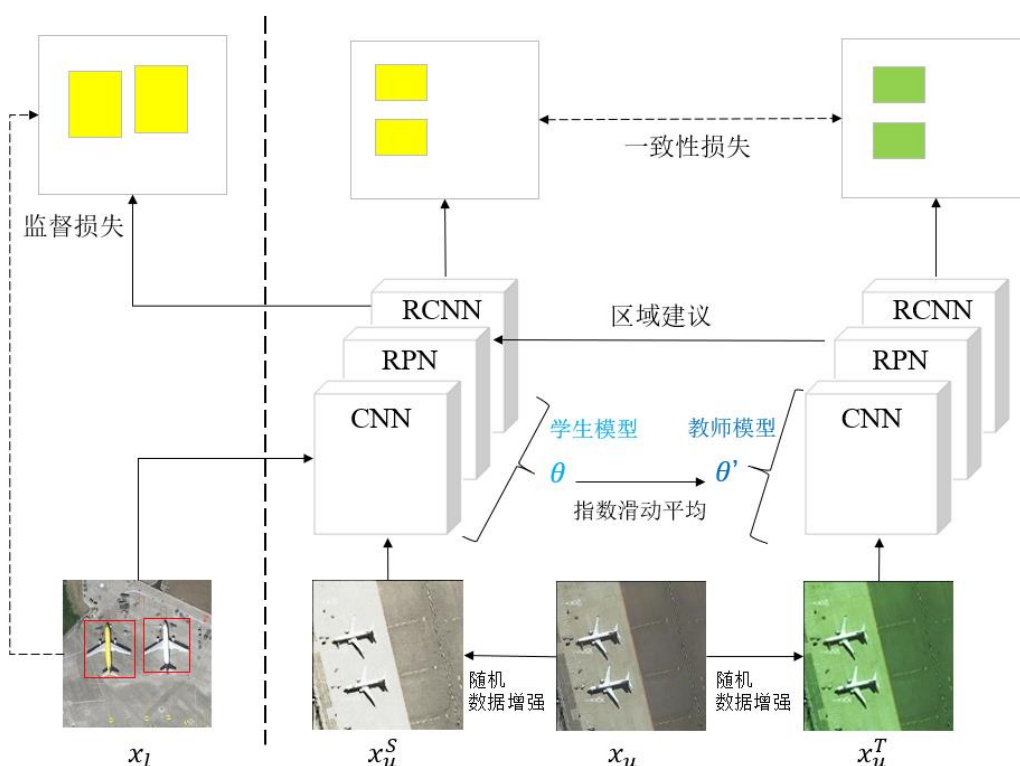 一致性损失
监督损失
RCNN
RCNN
区域建议
RPN
RPN
CNN
CNN
学生模型
教师模型
θ
θ’
指数滑动平均
随机
数据增强
随机
数据增强
x_l
x_u^S
x_u
x_u^T